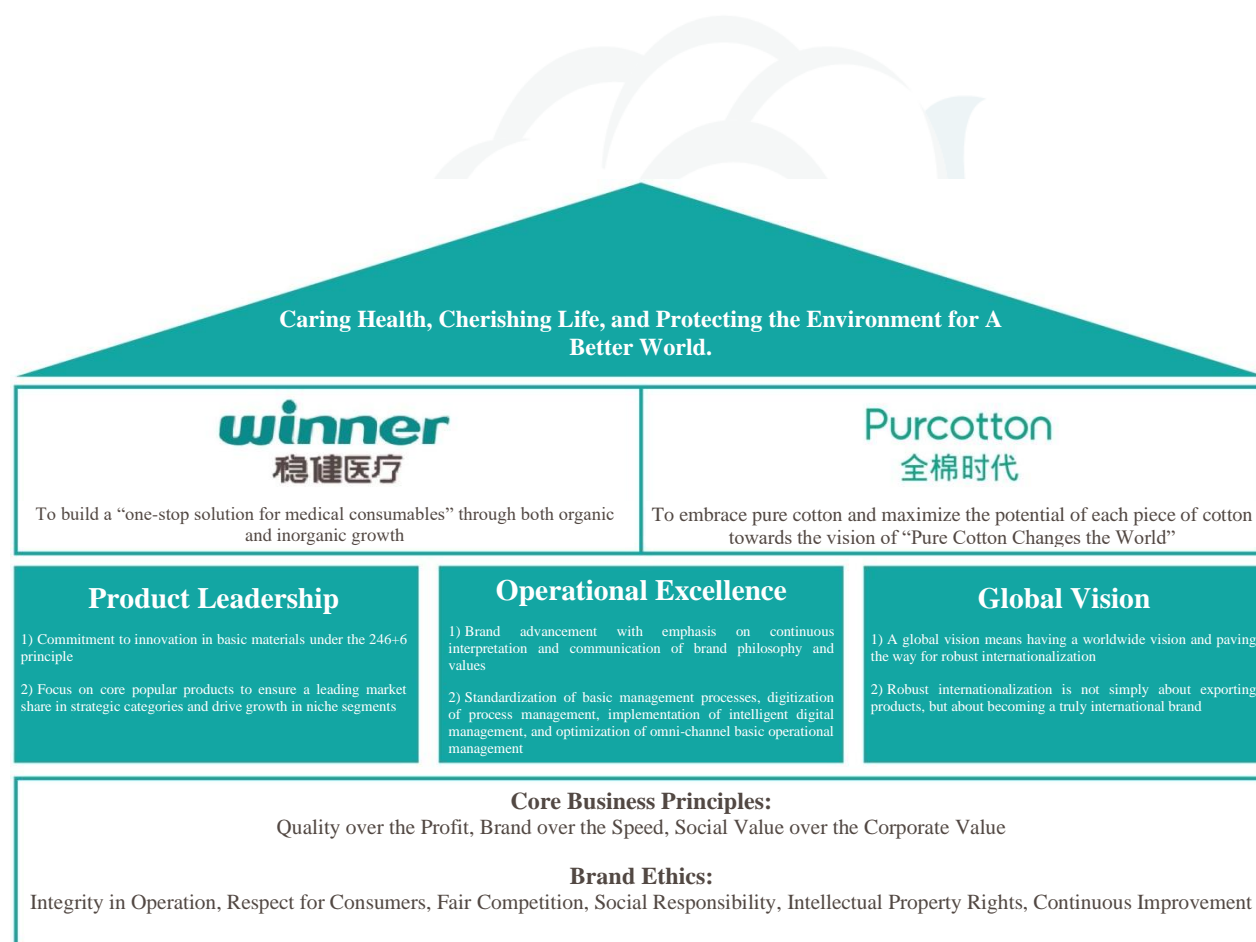 Caring Health, Cherishing Life, and Protecting the Environment for A
Better World.
winner
稳健医疗
To build a “one-stop solution for medical consumables” through both organic
and inorganic growth
Purcotton
全棉时代
To embrace pure cotton and maximize the potential of each piece of cotton
towards the vision of “Pure Cotton Changes the World”
Product Leadership
1) Commitment to innovation in basic materials under the 246+6
principle
2) Focus on core popular products to ensure a leading market
share in strategic categories and drive growth in niche segments
Operational Excellence
1) Brand advancement with emphasis on continuous
interpretation and communication of brand philosophy and
values
2) Standardization of basic management processes, digitization
of process management, implementation of intelligent digital
management, and optimization of omni-channel basic operational
management
Global Vision
1) A global vision means having a worldwide vision and paving
the way for robust internationalization
2) Robust internationalization is not simply about exporting
products, but about becoming a truly international brand
Core Business Principles:
Quality over the Profit, Brand over the Speed, Social Value over the Corporate Value
Brand Ethics:
Integrity in Operation, Respect for Consumers, Fair Competition, Social Responsibility, Intellectual Property Rights, Continuous Improvement